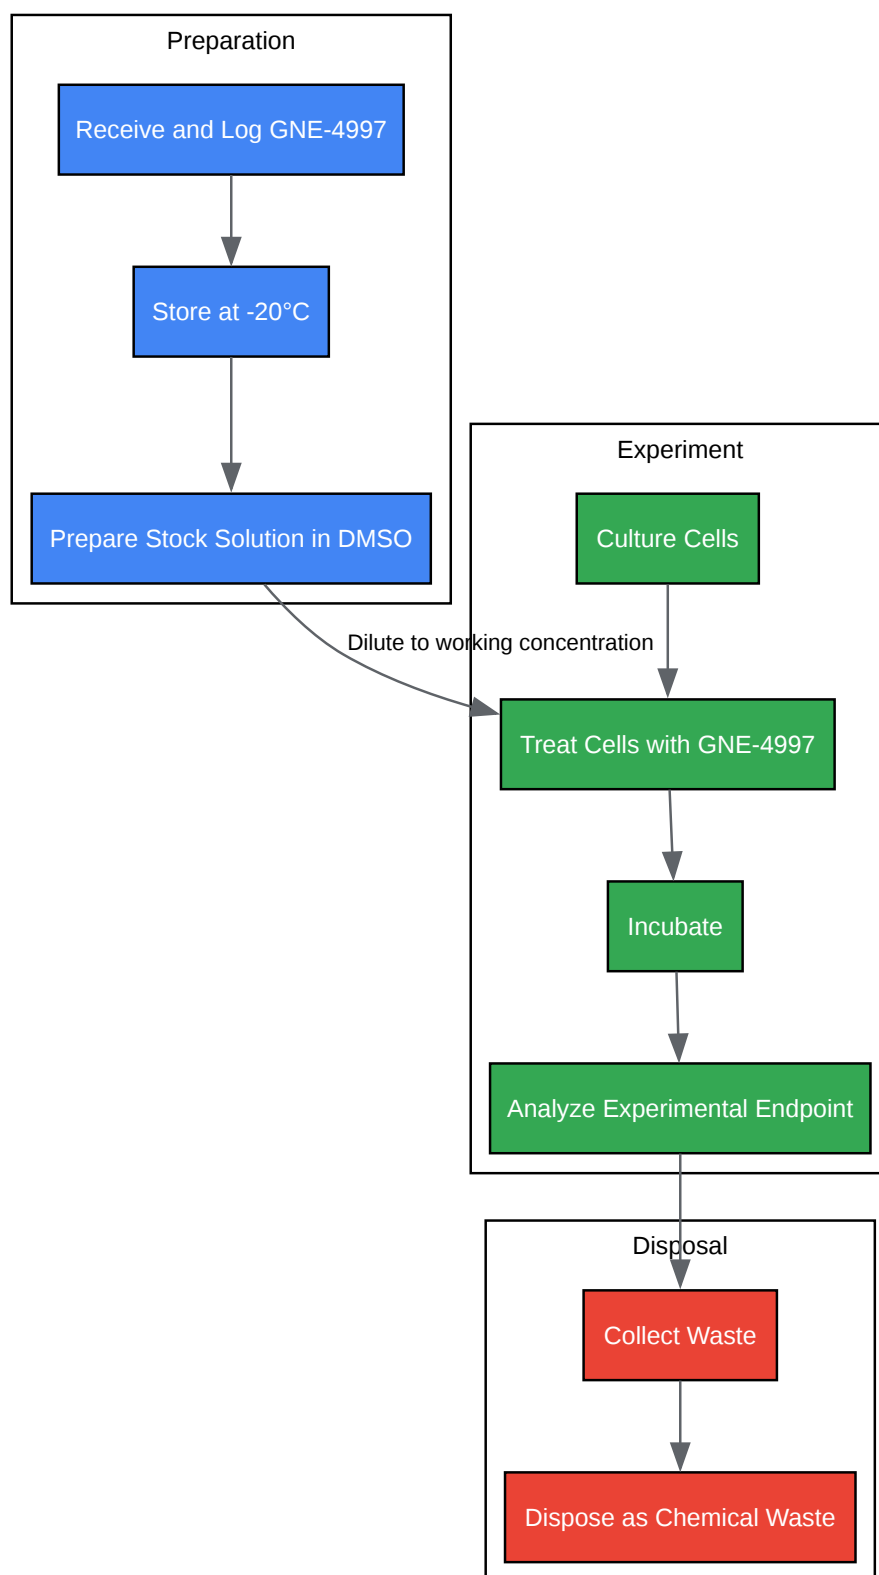 Preparation
Receive and Log GNE-4997
Store at -20°C
Prepare Stock Solution in DMSO
Dilute to working concentration
Experiment
Culture Cells
Treat Cells with GNE-4997
Incubate
Analyze Experimental Endpoint
Disposal
Collect Waste
Dispose as Chemical Waste